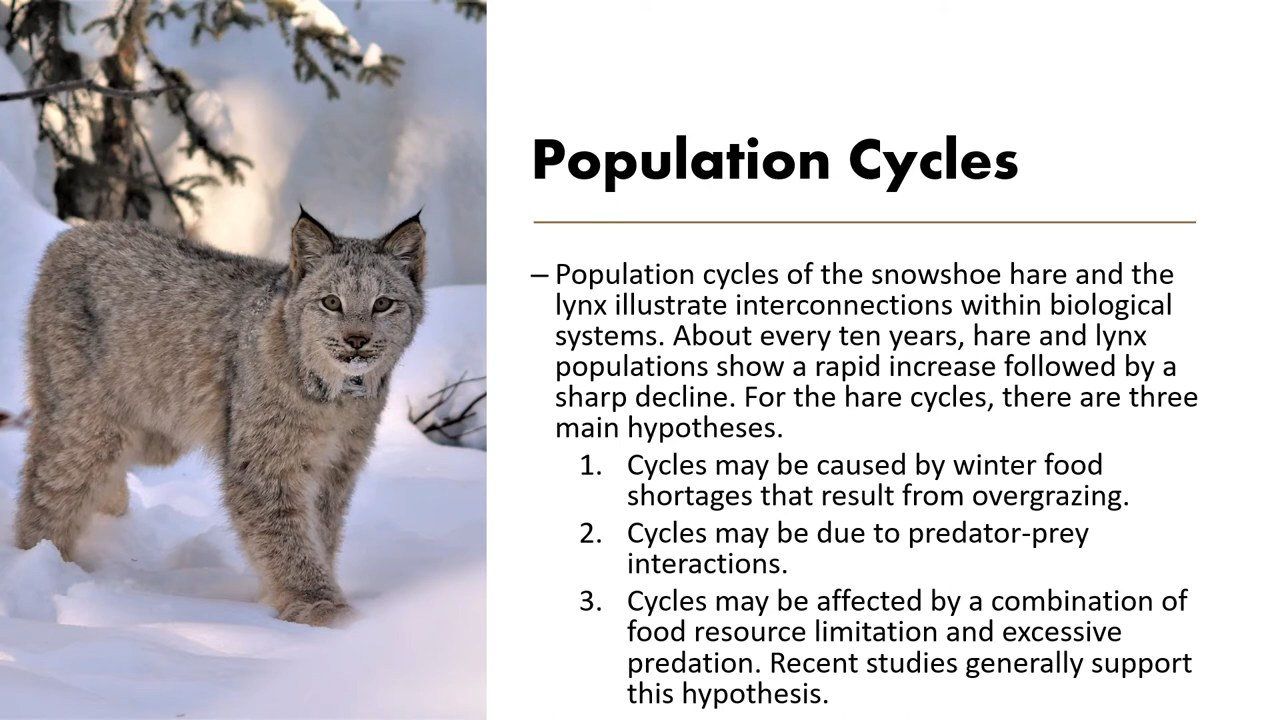 Population Cycles
– Population cycles of the snowshoe hare and the
lynx illustrate interconnections within biological
systems. About every ten years, hare and lynx
populations show a rapid increase followed by a
sharp decline. For the hare cycles, there are three
main hypotheses.
1. Cycles may be caused by winter food
shortages that result from overgrazing.
2. Cycles may be due to predator-prey
interactions.
3. Cycles may be affected by a combination of
food resource limitation and excessive
predation. Recent studies generally support
this hypothesis.